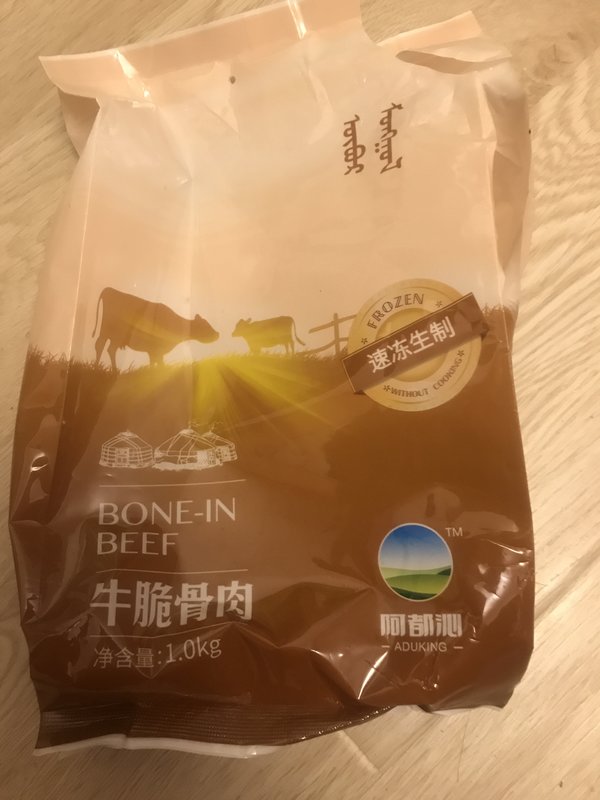 FROZEN
速冻生制
WITHOUT COOKING
BONE-IN
BEEF
牛脆骨肉
净含量:1.0kg
TM
阿都沁
ADUKING